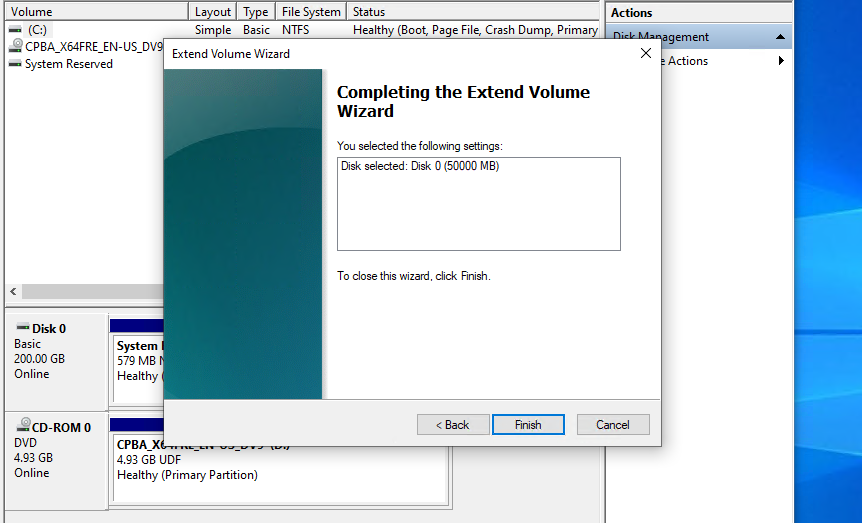 Volume Layout Type File System Status
(C:) Simple Basic NTFS Healthy (Boot, Page File, Crash Dump, Primary
CPBA_X64FRE_EN-US_DV9
System Reserved
Actions
Disk Management
Actions
Extend Volume Wizard
Completing the Extend Volume
Wizard
You selected the following settings:
Disk selected: Disk 0 (50000 MB)
To close this wizard, click Finish.
< Back Finish Cancel
Disk 0
Basic
200.00 GB
Online
System
579 MB
Healthy
CD-ROM 0
DVD
4.93 GB
Online
CPBA_X64FRE_EN-US_DV9 (D:)
4.93 GB UDF
Healthy (Primary Partition)